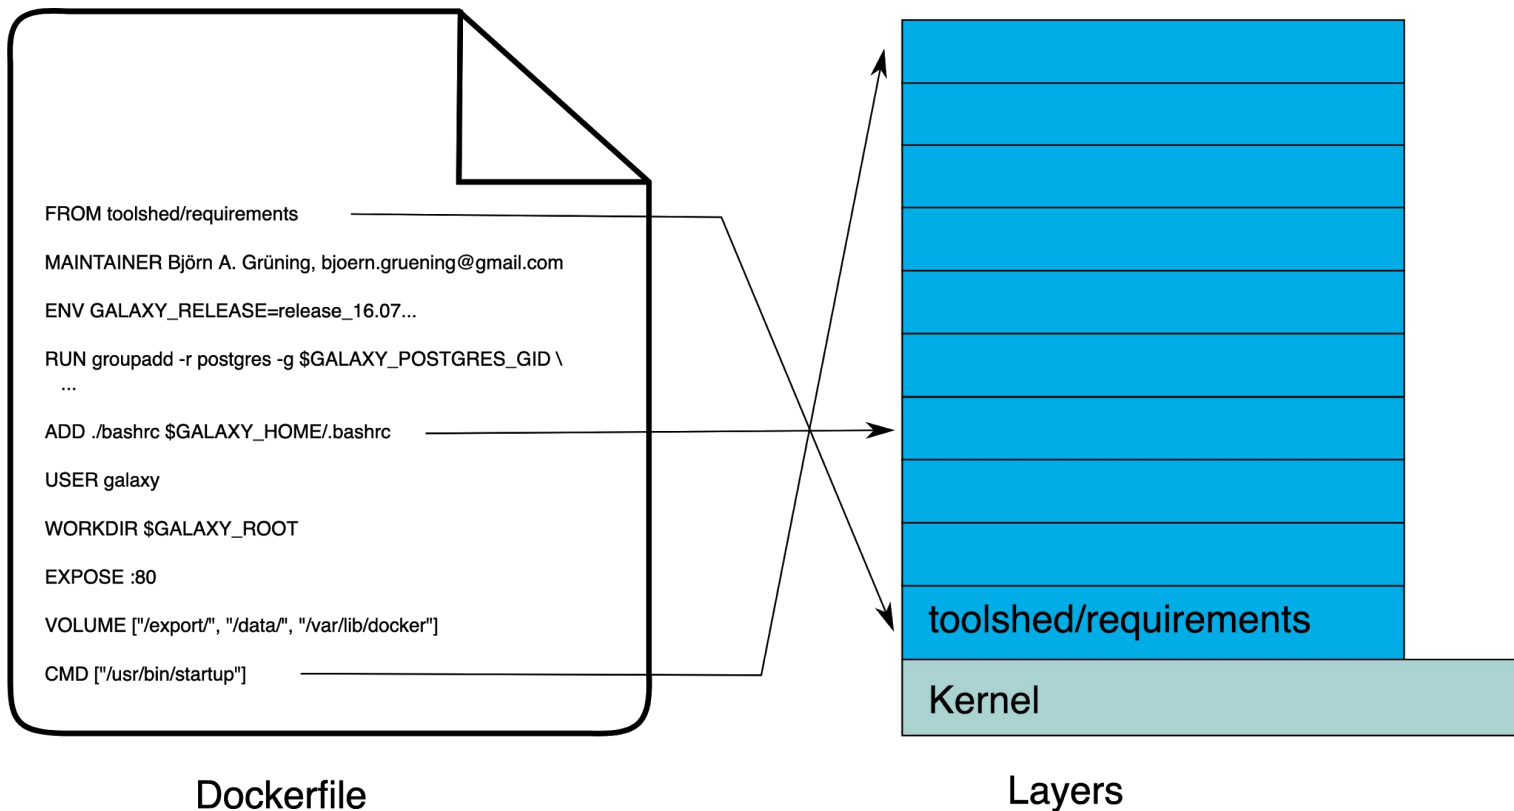 FROM toolshed/requirements
MAINTAINER Björn A. Grüning, bjoern.gruening@gmail.com
ENV GALAXY_RELEASE=release_16.07...
RUN groupadd -r postgres -g $GALAXY_POSTGRES_GID \
...
ADD ./bashrc $GALAXY_HOME/.bashrc
USER galaxy
WORKDIR $GALAXY_ROOT
EXPOSE :80
VOLUME ["/export/", "/data/", "/var/lib/docker"]
CMD ["/usr/bin/startup"]
Dockerfile
toolshed/requirements
Kernel
Layers